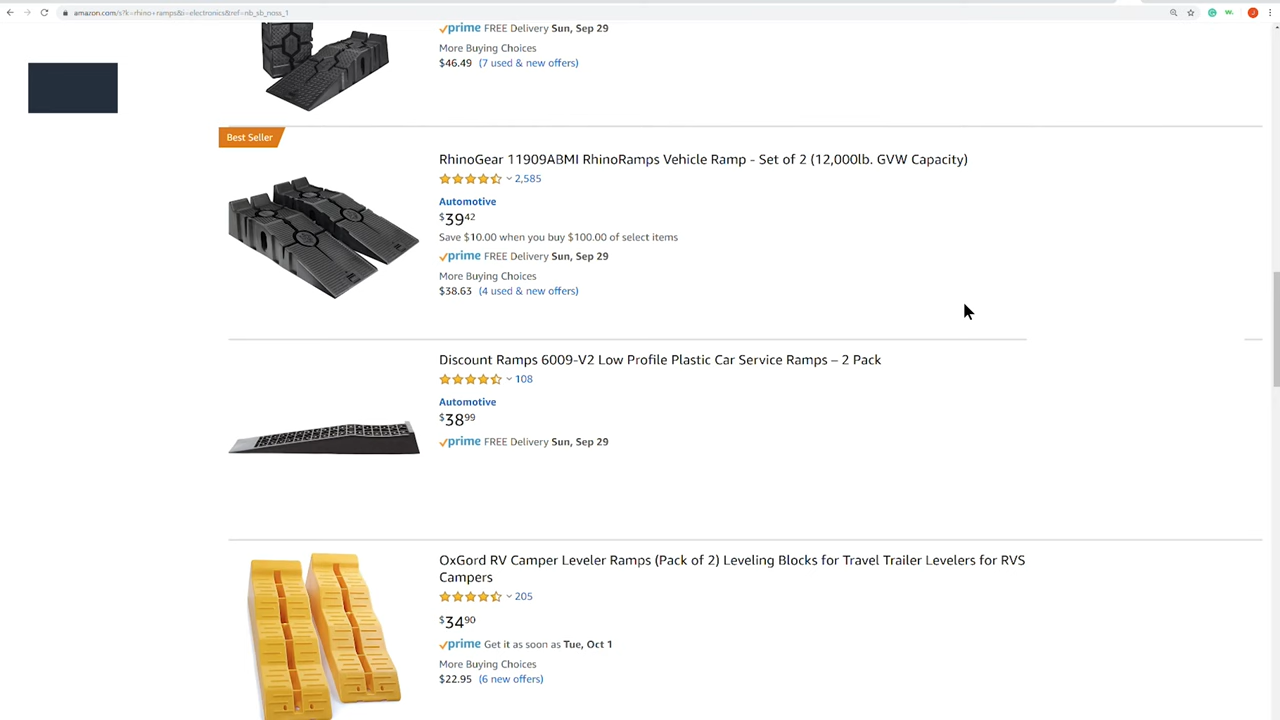 amazon.com/s?k=rhino+ramps&i=electronics&ref=nb_sb_noss_1
prime FREE Delivery Sun, Sep 29
More Buying Choices
$46.49 (7 used & new offers)
Best Seller
RhinoGear 11909ABMI RhinoRamps Vehicle Ramp - Set of 2 (12,000lb. GVW Capacity)
2,585
Automotive
$39 42
Save $10.00 when you buy $100.00 of select items
prime FREE Delivery Sun, Sep 29
More Buying Choices
$38.63 (4 used & new offers)
Discount Ramps 6009-V2 Low Profile Plastic Car Service Ramps – 2 Pack
108
Automotive
$38 99
prime FREE Delivery Sun, Sep 29
OxGord RV Camper Leveler Ramps (Pack of 2) Leveling Blocks for Travel Trailer Levelers for RVS
Campers
205
$34 90
prime Get it as soon as Tue, Oct 1
More Buying Choices
$22.95 (6 new offers)